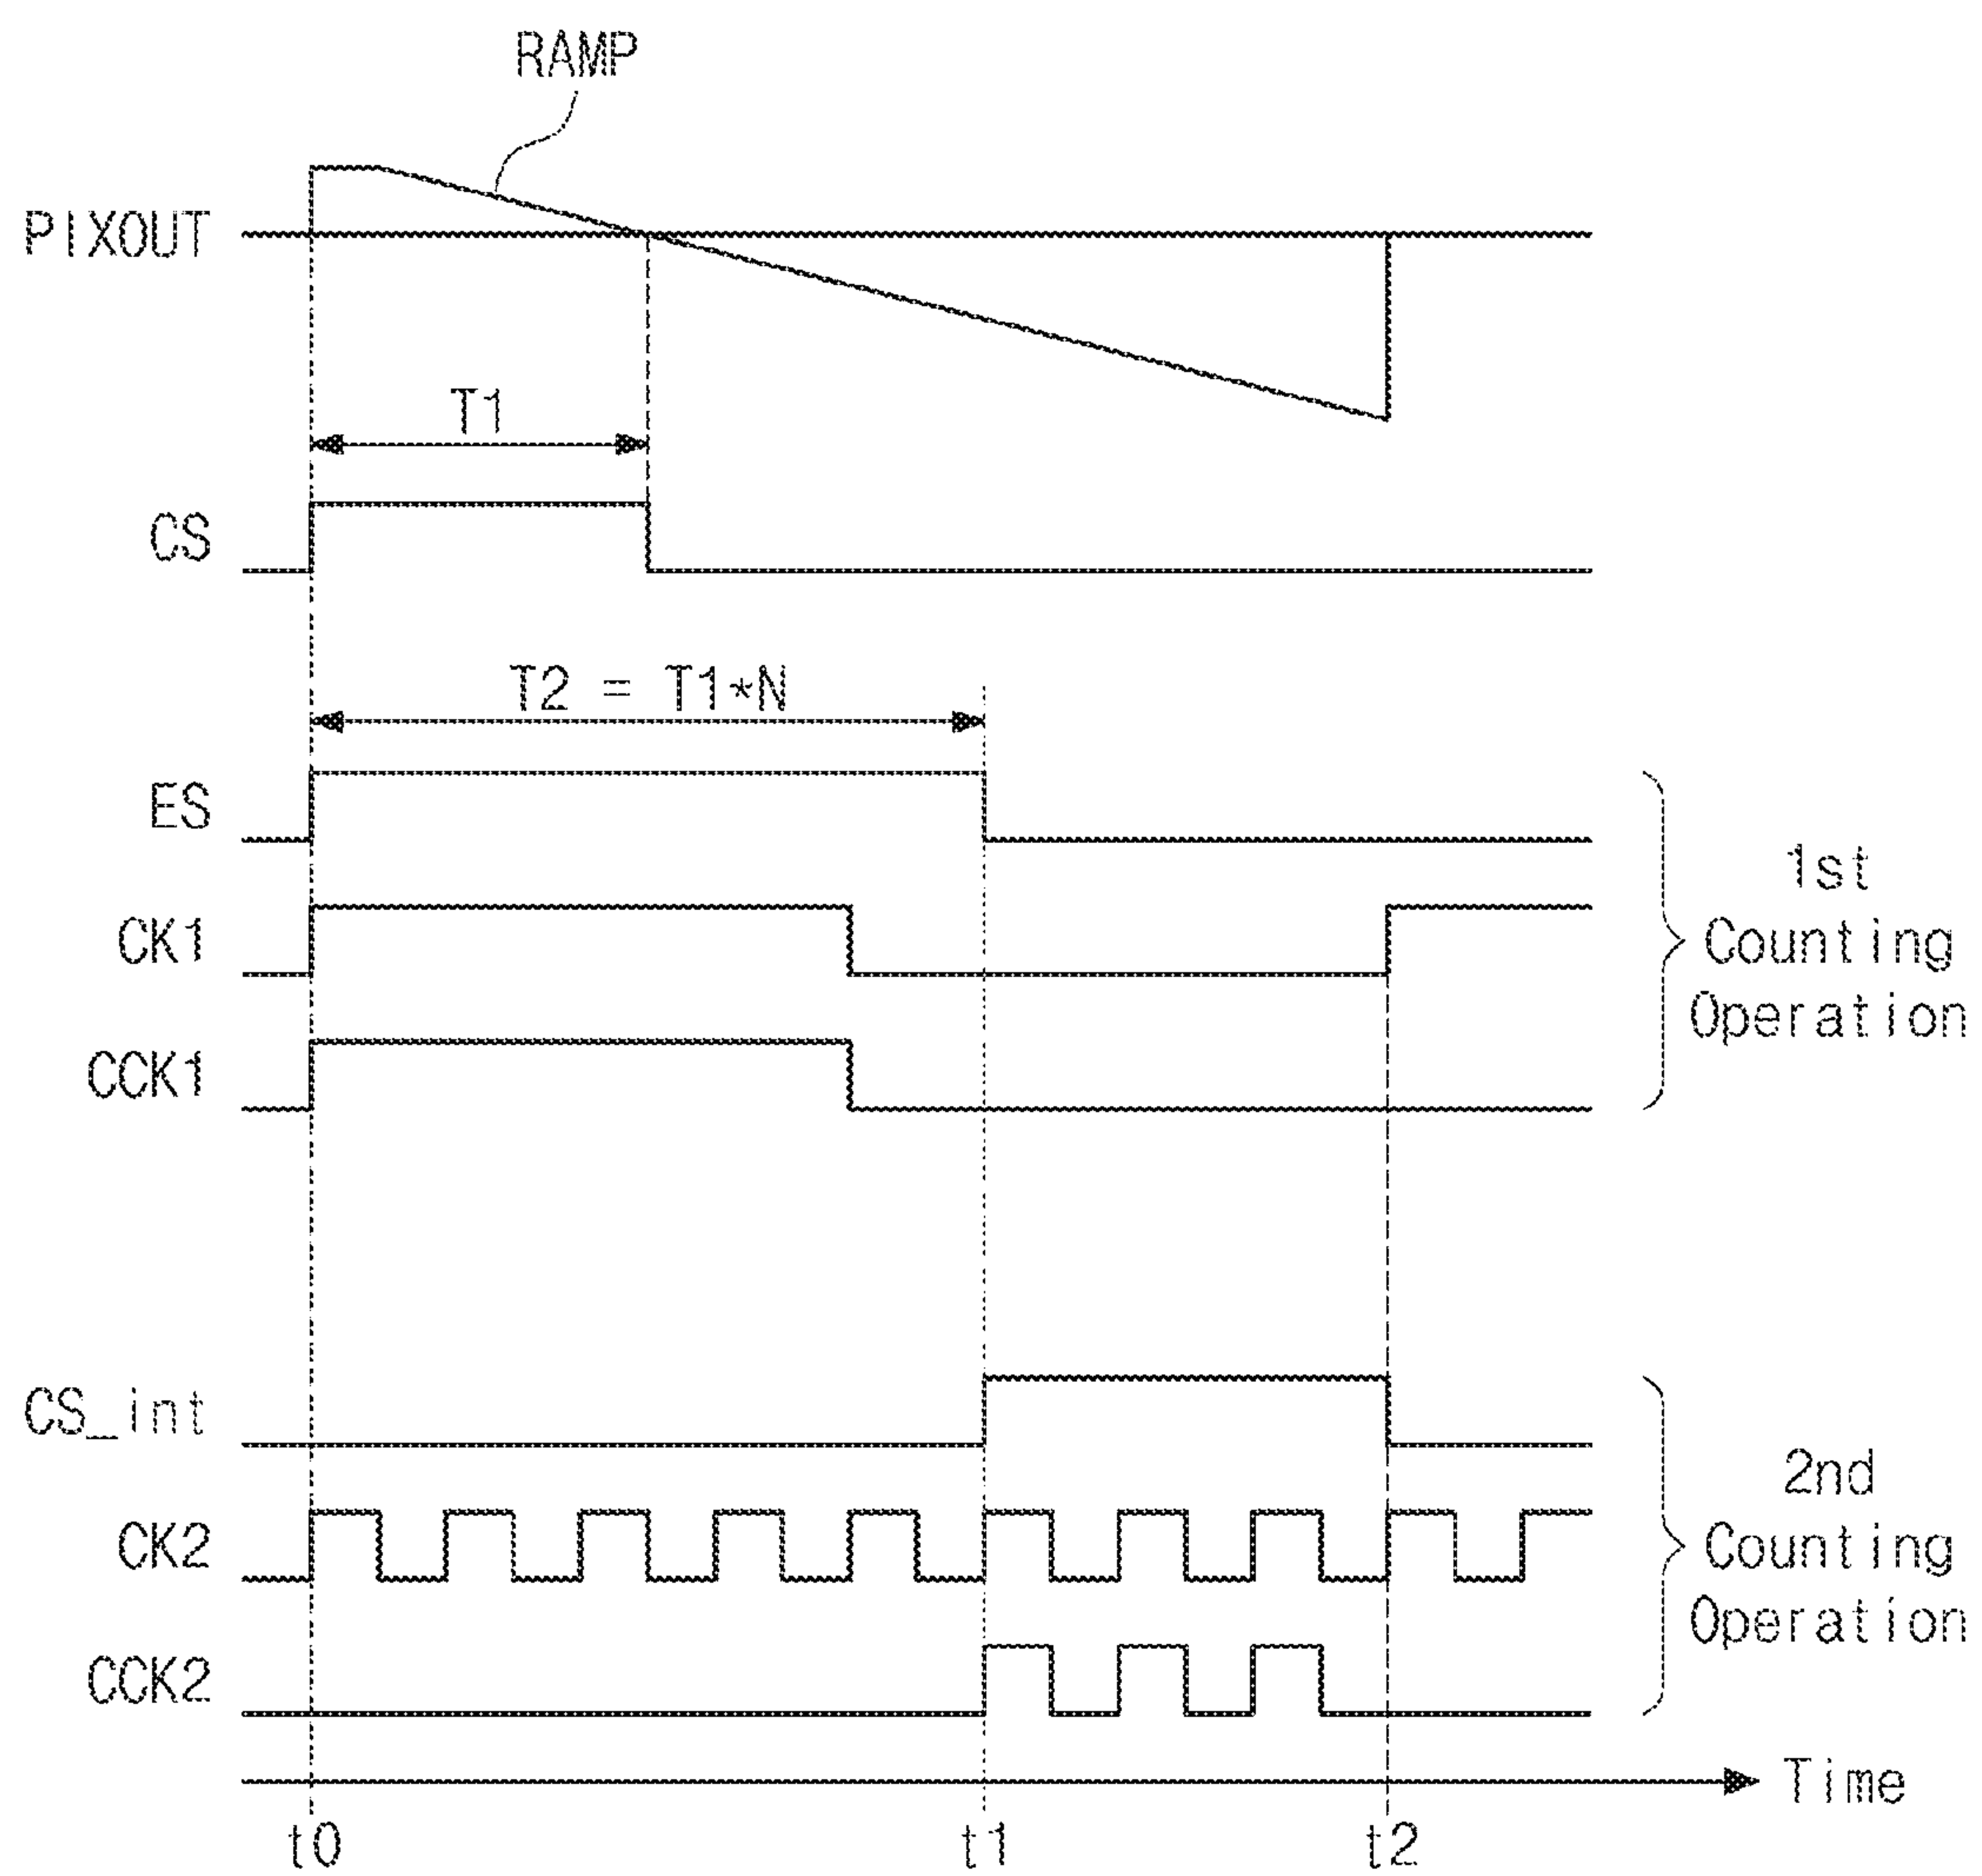 RAMP
PIXOUT
T1
CS
T2 = T1*N
ES
CK1
CCK1
1st
Counting
Operation
CS_int
CK2
CCK2
2nd
Counting
Operation
Time
t0
t1
t2